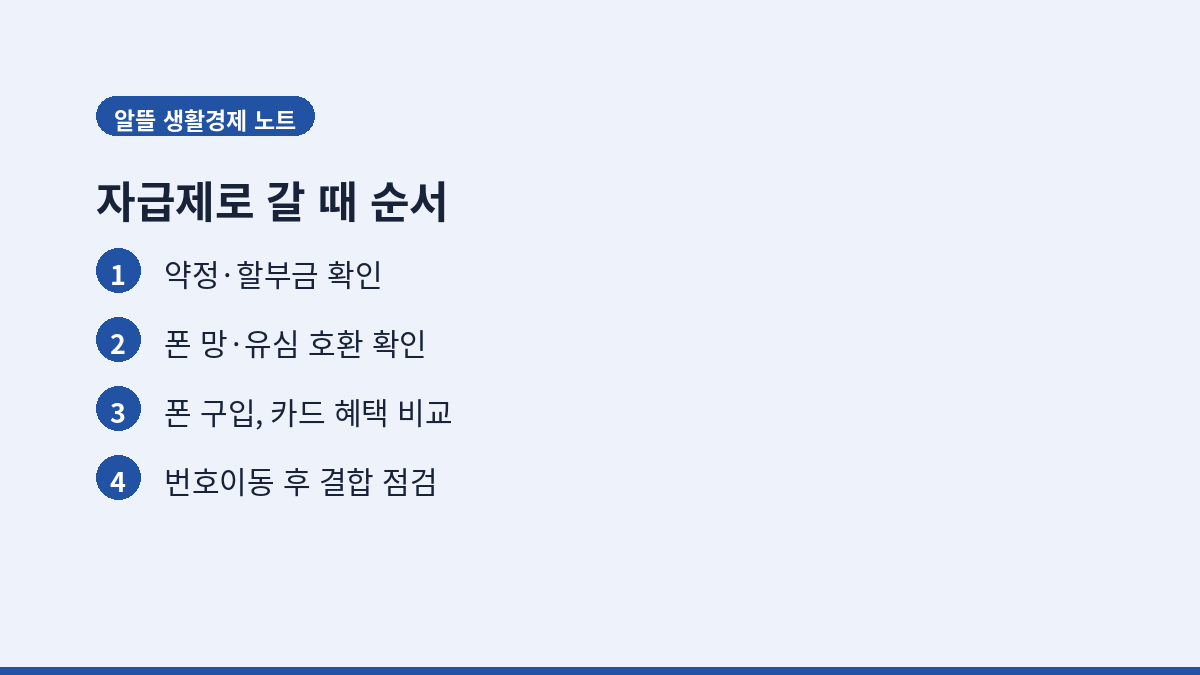 알뜰 생활경제 노트
자급제로 갈 때 순서
1 약정·할부금 확인
2 폰 망·유심 호환 확인
3 폰 구입, 카드 혜택 비교
4 번호이동 후 결합 점검